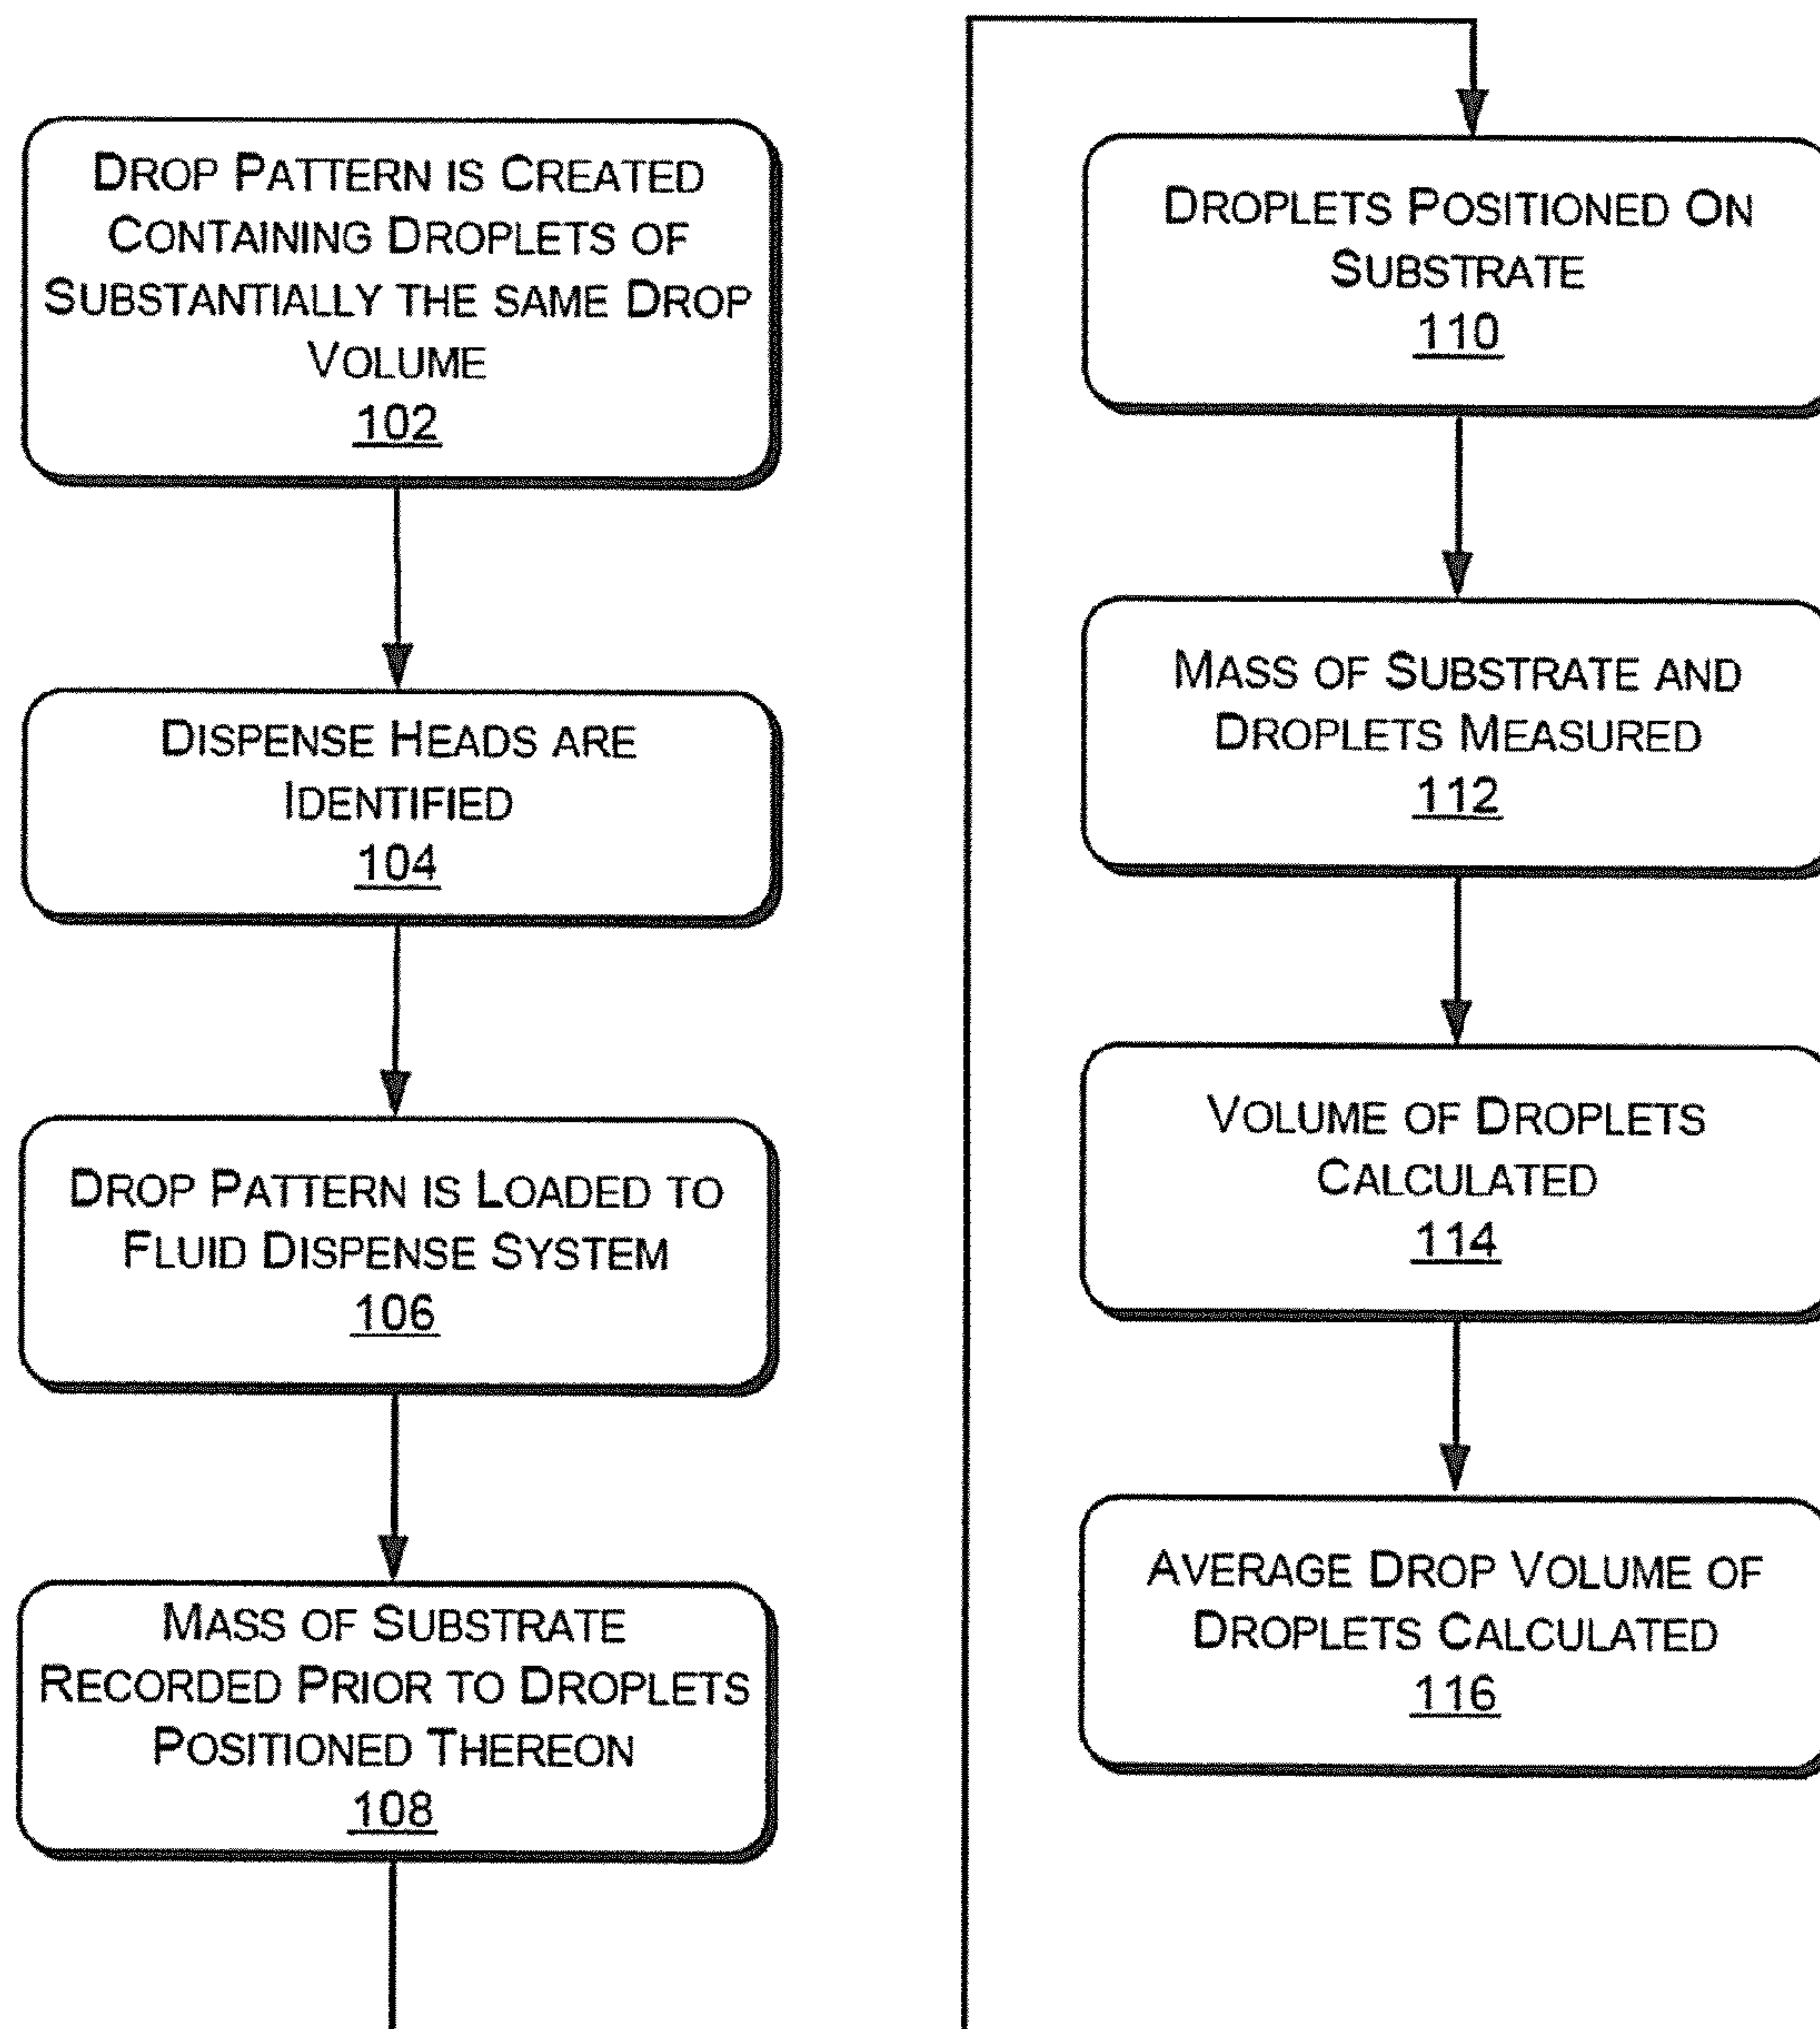 DROP PATTERN IS CREATED
CONTAINING DROPLETS OF
SUBSTANTIALLY THE SAME DROP
VOLUME
102
DISPENSE HEADS ARE
IDENTIFIED
104
DROP PATTERN IS LOADED TO
FLUID DISPENSE SYSTEM
106
MASS OF SUBSTRATE
RECORDED PRIOR TO DROPLETS
POSITIONED THEREON
108
DROPLETS POSITIONED ON
SUBSTRATE
110
MASS OF SUBSTRATE AND
DROPLETS MEASURED
112
VOLUME OF DROPLETS
CALCULATED
114
AVERAGE DROP VOLUME OF
DROPLETS CALCULATED
116